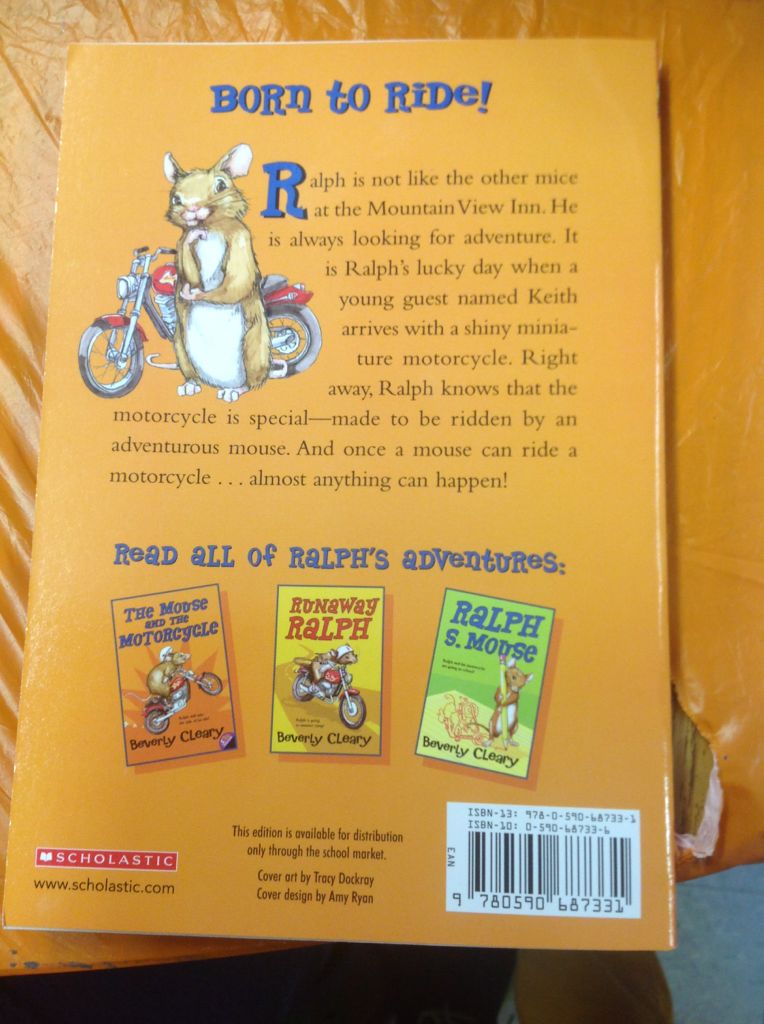 BORN TO RIDE!
Ralph is not like the other mice
at the Mountain View Inn. He
is always looking for adventure. It
is Ralph's lucky day when a
young guest named Keith
arrives with a shiny minia-
ture motorcycle. Right
away, Ralph knows that the
motorcycle is special—made to be ridden by an
adventurous mouse. And once a mouse can ride a
motorcycle . . . almost anything can happen!
READ ALL OF RALPH'S ADVENTURES:
THE MOUSE
AND THE
MOTORCYCLE
Beverly Cleary
RUNAWAY
RALPH
Beverly Cleary
RALPH
S. MOUSE
Beverly Cleary
SCHOLASTIC
www.scholastic.com
This edition is available for distribution
only through the school market.
Cover art by Tracy Dockray
Cover design by Amy Ryan
ISBN-13: 978-0-590-68733-1
ISBN-10: 0-590-68733-6
EAN
9 780590 687331